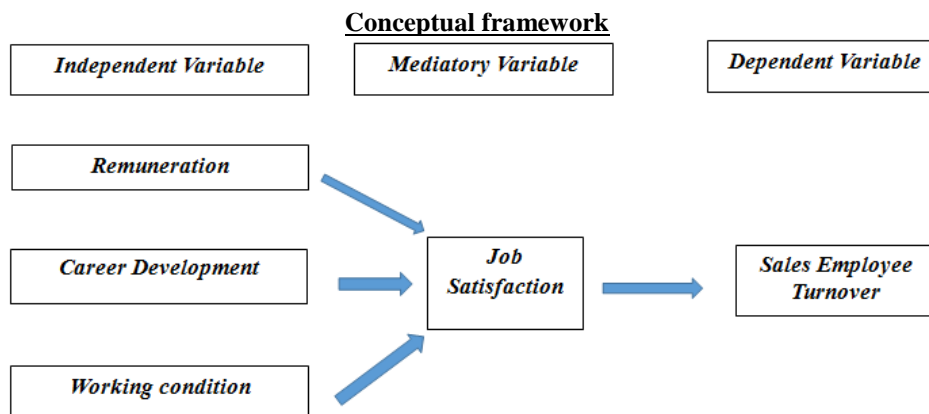 Conceptual framework
Independent Variable
Mediatory Variable
Dependent Variable
Remuneration
Career Development
Job
Satisfaction
Sales Employee
Turnover
Working condition